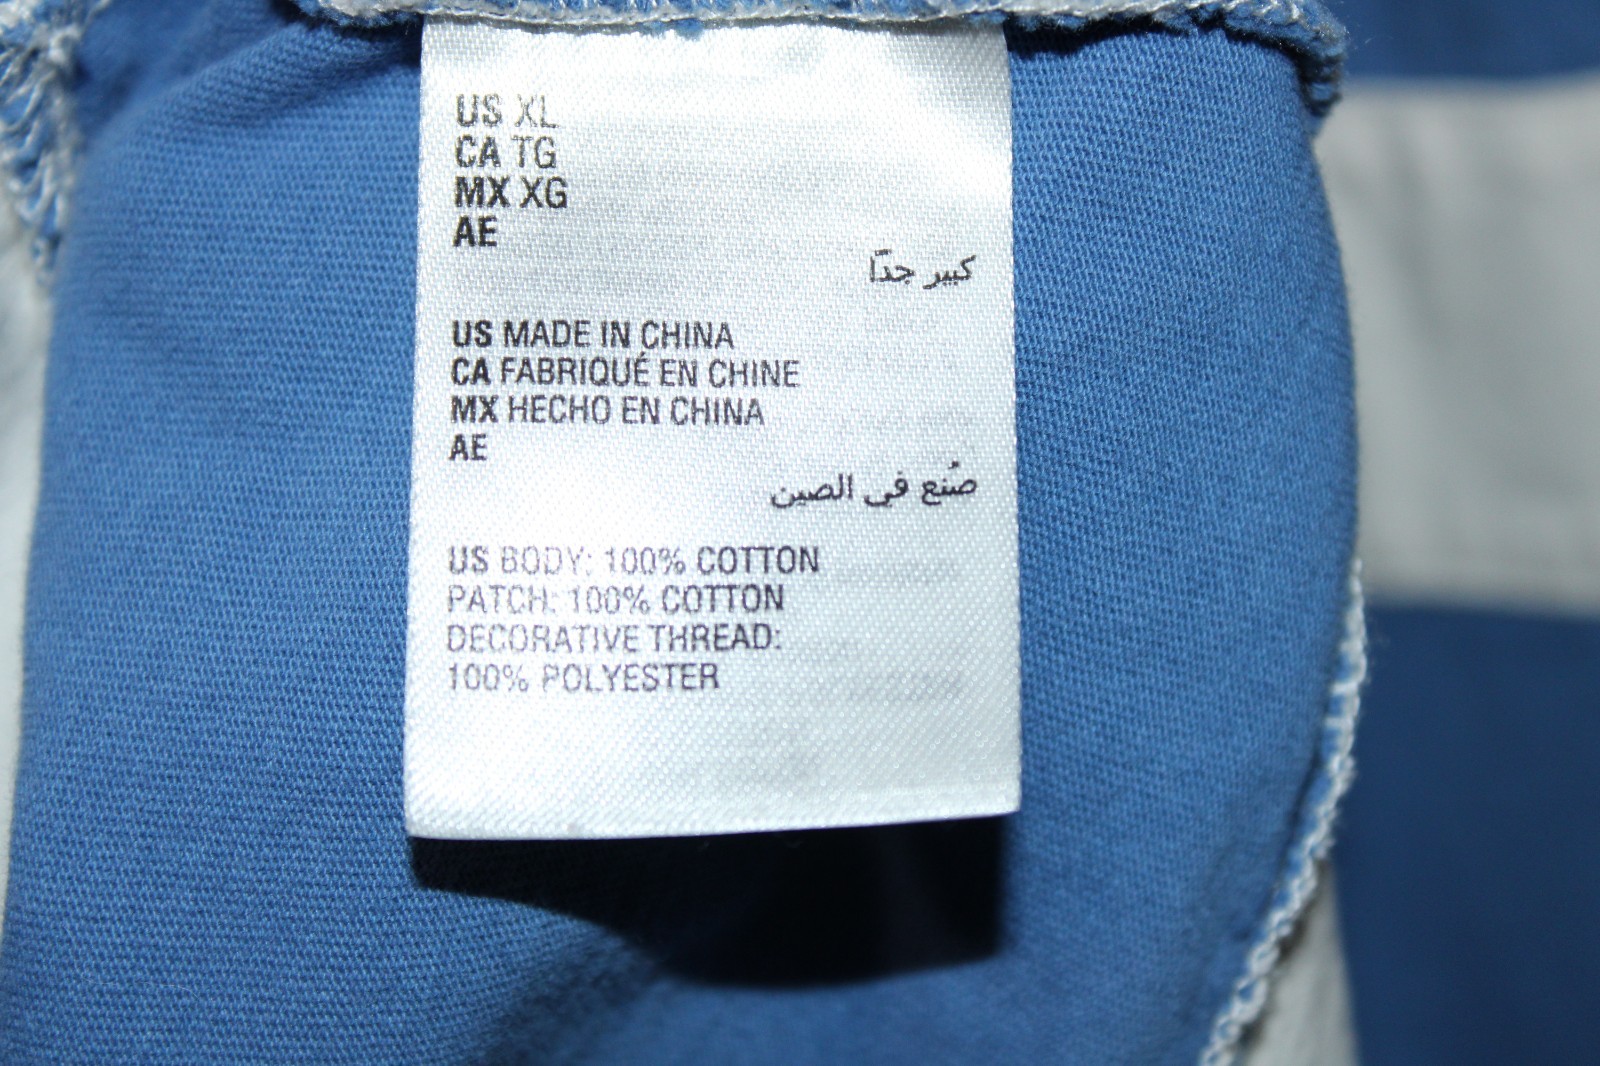 US XL
CA TG
MX XG
AE
كبير جدًا
US MADE IN CHINA
CA FABRIQUÉ EN CHINE
MX HECHO EN CHINA
AE
صُنع في الصين
US BODY: 100% COTTON
PATCH: 100% COTTON
DECORATIVE THREAD:
100% POLYESTER